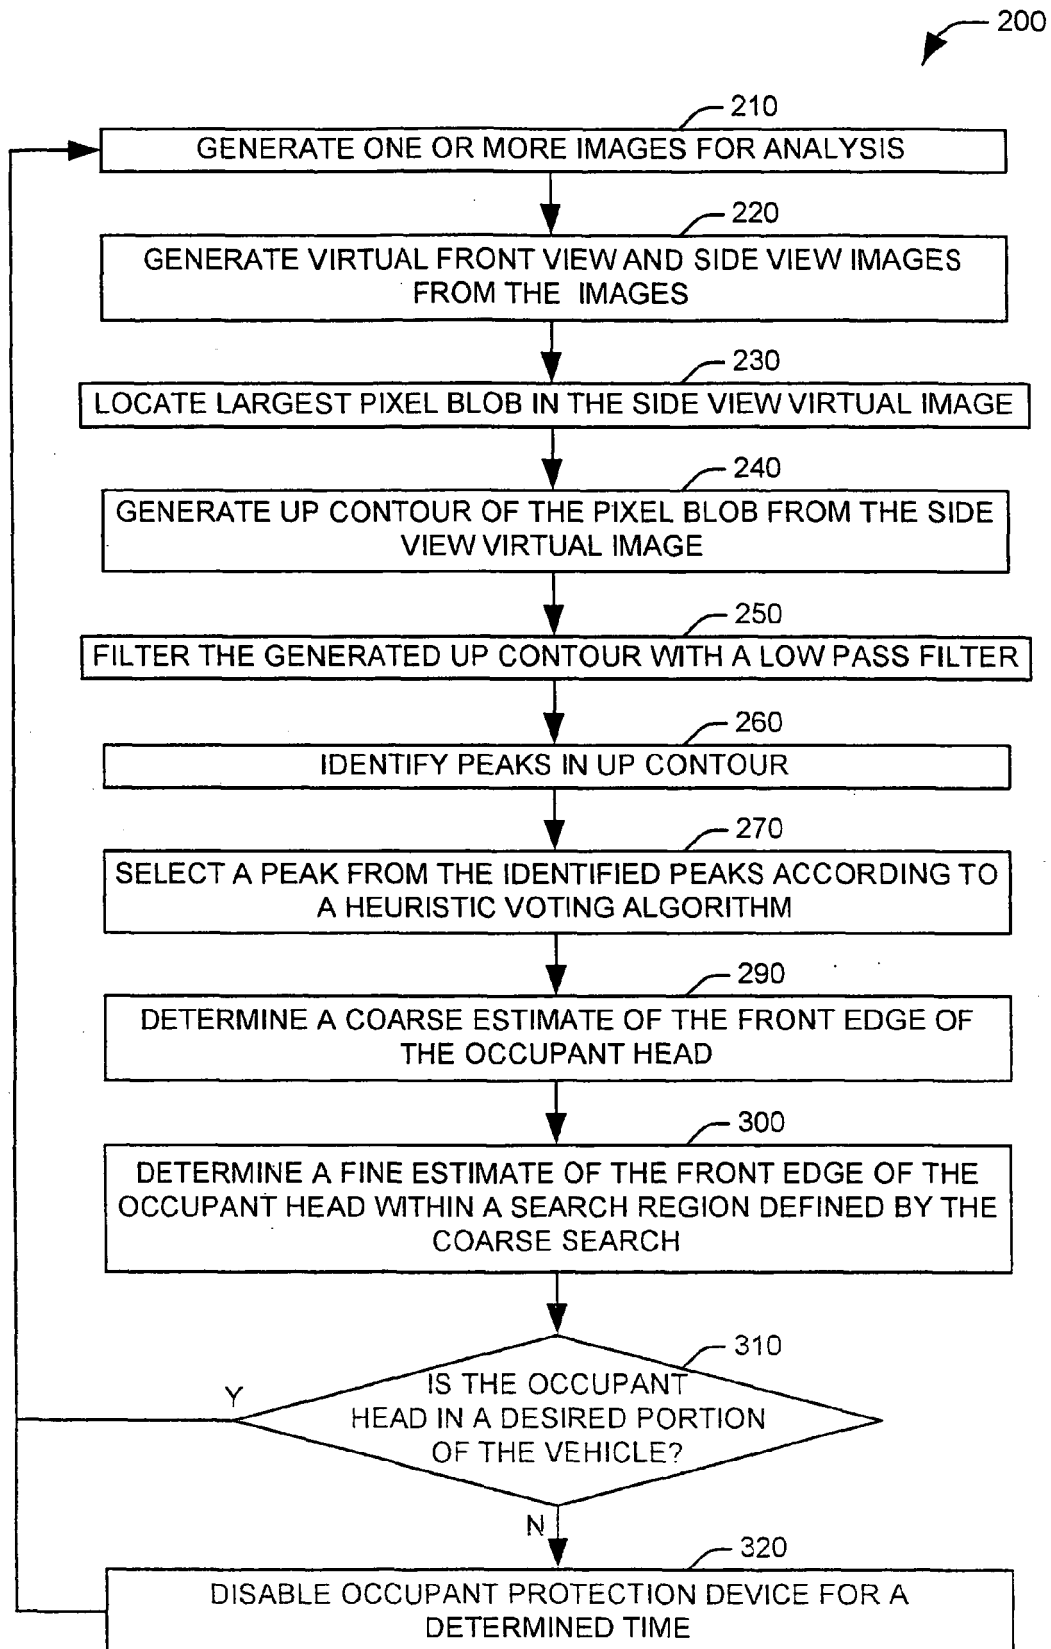 200
210
GENERATE ONE OR MORE IMAGES FOR ANALYSIS
220
GENERATE VIRTUAL FRONT VIEW AND SIDE VIEW IMAGES
FROM THE IMAGES
230
LOCATE LARGEST PIXEL BLOB IN THE SIDE VIEW VIRTUAL IMAGE
240
GENERATE UP CONTOUR OF THE PIXEL BLOB FROM THE SIDE
VIEW VIRTUAL IMAGE
250
FILTER THE GENERATED UP CONTOUR WITH A LOW PASS FILTER
260
IDENTIFY PEAKS IN UP CONTOUR
270
SELECT A PEAK FROM THE IDENTIFIED PEAKS ACCORDING TO
A HEURISTIC VOTING ALGORITHM
290
DETERMINE A COARSE ESTIMATE OF THE FRONT EDGE OF
THE OCCUPANT HEAD
300
DETERMINE A FINE ESTIMATE OF THE FRONT EDGE OF THE
OCCUPANT HEAD WITHIN A SEARCH REGION DEFINED BY THE
COARSE SEARCH
310
Y
IS THE OCCUPANT
HEAD IN A DESIRED PORTION
OF THE VEHICLE?
N
320
DISABLE OCCUPANT PROTECTION DEVICE FOR A
DETERMINED TIME